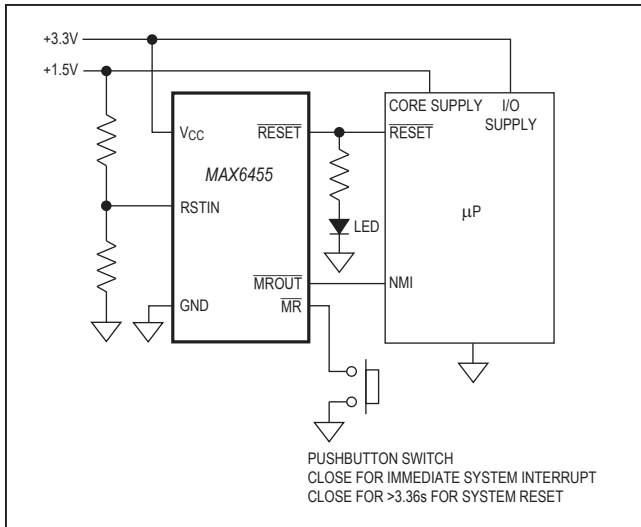 +3.3V
+1.5V
VCC
RESET
MAX6455
RSTIN
LED
MROUT
GND
MR
CORE SUPPLY
I/O
SUPPLY
RESET
µP
NMI
PUSHBUTTON SWITCH
CLOSE FOR IMMEDIATE SYSTEM INTERRUPT
CLOSE FOR >3.36s FOR SYSTEM RESET